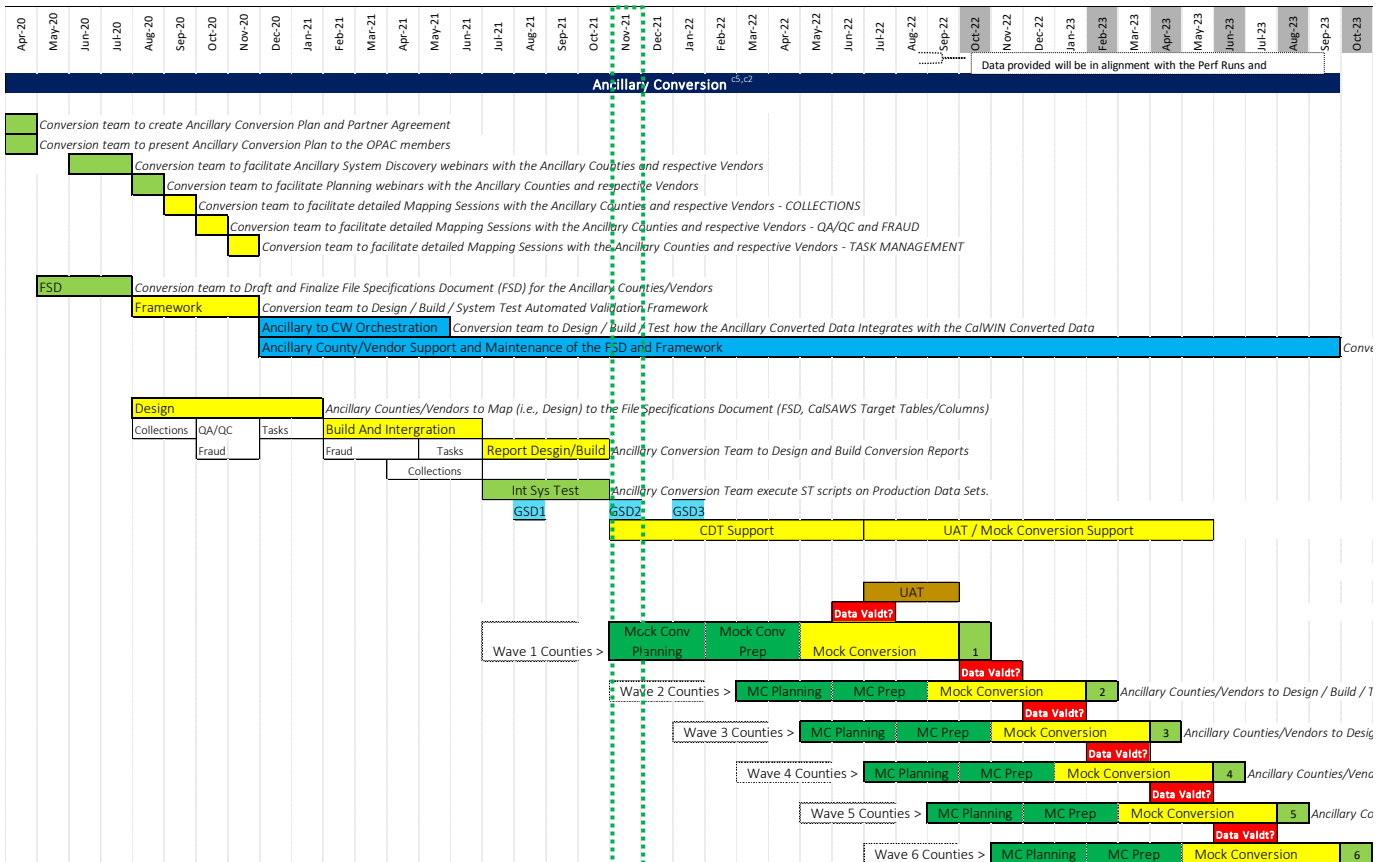 Apr-20 May-20 Jun-20 Jul-20 Aug-20 Sep-20 Oct-20 Nov-20 Dec-20 Jan-21 Feb-21 Mar-21 Apr-21 May-21 Jun-21 Jul-21 Aug-21 Sep-21 Oct-21 Nov-21 Dec-21 Jan-22 Feb-22 Mar-22 Apr-22 May-22 Jun-22 Jul-22 Aug-22 Sep-22 Oct-22 Nov-22 Dec-22 Jan-23 Feb-23 Mar-23 Apr-23 May-23 Jun-23 Jul-23 Aug-23 Sep-23 Oct-23
Data provided will be in alignment with the Perf Runs and
Ancillary Conversion c5,c2
Conversion team to create Ancillary Conversion Plan and Partner Agreement
Conversion team to present Ancillary Conversion Plan to the OPAC members
Conversion team to facilitate Ancillary System Discovery webinars with the Ancillary Counties and respective Vendors
Conversion team to facilitate Planning webinars with the Ancillary Counties and respective Vendors
Conversion team to facilitate detailed Mapping Sessions with the Ancillary Counties and respective Vendors - COLLECTIONS
Conversion team to facilitate detailed Mapping Sessions with the Ancillary Counties and respective Vendors - QA/QC and FRAUD
Conversion team to facilitate detailed Mapping Sessions with the Ancillary Counties and respective Vendors - TASK MANAGEMENT
FSD Conversion team to Draft and Finalize File Specifications Document (FSD) for the Ancillary Counties/Vendors
Framework Conversion team to Design / Build / System Test Automated Validation Framework
Ancillary to CW Orchestration Conversion team to Design / Build / Test how the Ancillary Converted Data Integrates with the CalWIN Converted Data
Ancillary County/Vendor Support and Maintenance of the FSD and Framework Conve
Design Ancillary Counties/Vendors to Map (i.e., Design) to the File Specifications Document (FSD, CalSAWS Target Tables/Columns)
Collections QA/QC Tasks Build And Intergration
Fraud Fraud Tasks Report Desgin/Build Ancillary Conversion Team to Design and Build Conversion Reports
Collections
Int Sys Test Ancillary Conversion Team execute ST scripts on Production Data Sets.
GSD1 GSD2 GSD3
CDT Support UAT / Mock Conversion Support
UAT
Data Valdt?
Wave 1 Counties > Mock Conv Planning Mock Conv Prep Mock Conversion 1
Data Valdt?
Wave 2 Counties > MC Planning MC Prep Mock Conversion 2 Ancillary Counties/Vendors to Design / Build / T
Data Valdt?
Wave 3 Counties > MC Planning MC Prep Mock Conversion 3 Ancillary Counties/Vendors to Desig
Data Valdt?
Wave 4 Counties > MC Planning MC Prep Mock Conversion 4 Ancillary Counties/Vend
Data Valdt?
Wave 5 Counties > MC Planning MC Prep Mock Conversion 5 Ancillary Co
Data Valdt?
Wave 6 Counties > MC Planning MC Prep Mock Conversion 6